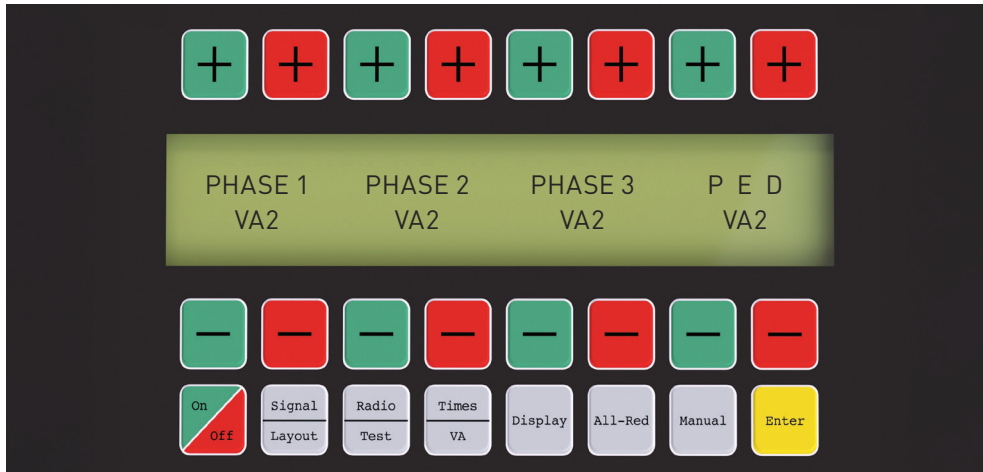 + + + + + + + +
PHASE 1 PHASE 2 PHASE 3 P E D
VA2 VA2 VA2 VA2
− − − − − − − −
On Signal Radio Times Display All-Red Manual Enter
Off Layout Test VA